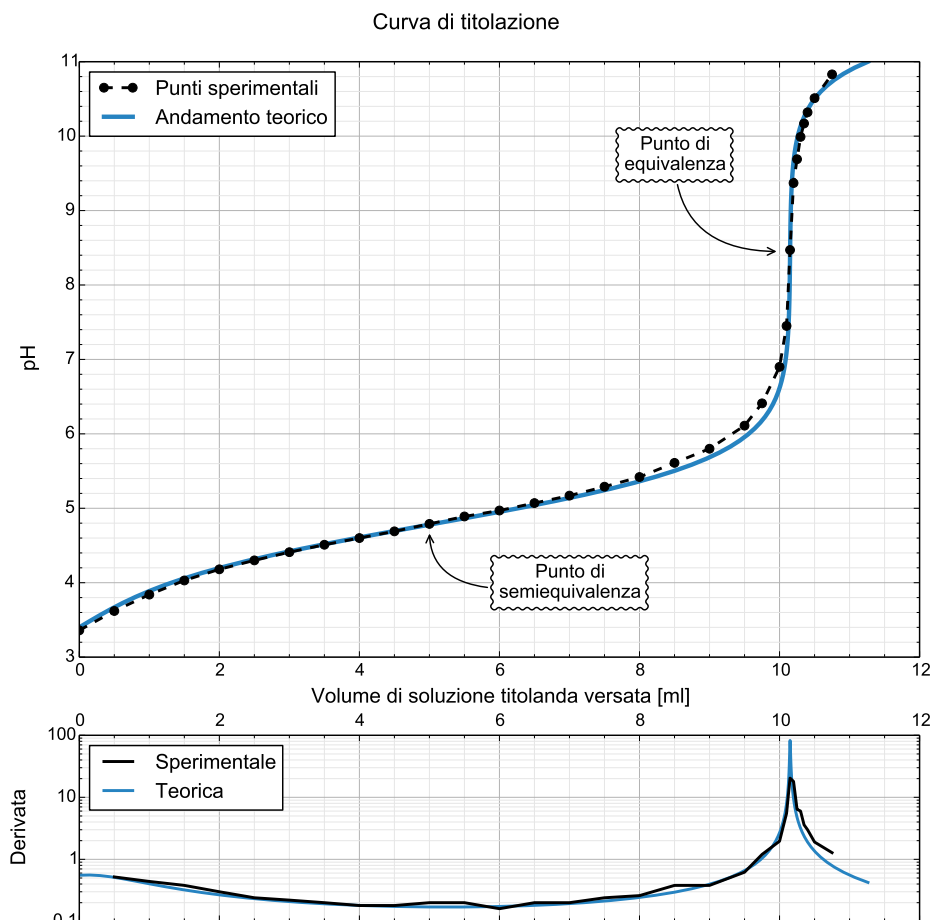 Curva di titolazione
11
10
9
8
7
6
5
4
3
pH
Punti sperimentali
Andamento teorico
Punto di
equivalenza
Punto di
semiequivalenza
0 2 4 6 8 10 12
Volume di soluzione titolanda versata [ml]
0 2 4 6 8 10 12
100
10
1
0.1
Derivata
Sperimentale
Teorica